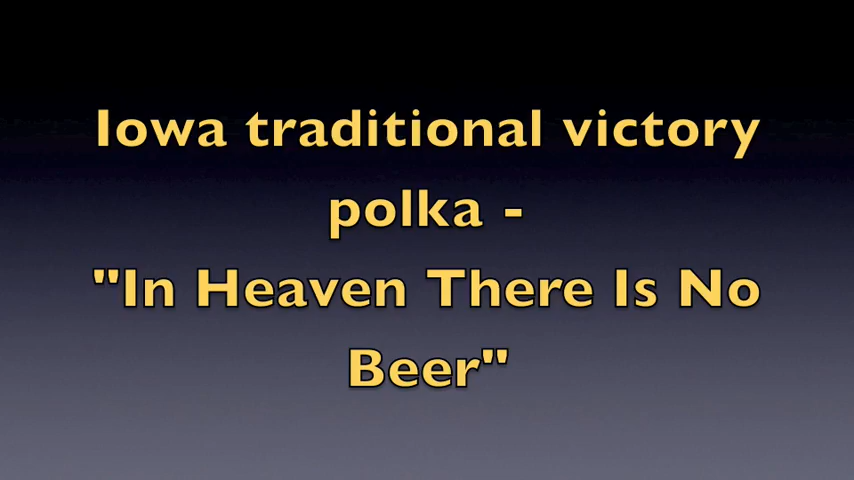 Iowa traditional victory
polka -
"In Heaven There Is No
Beer"